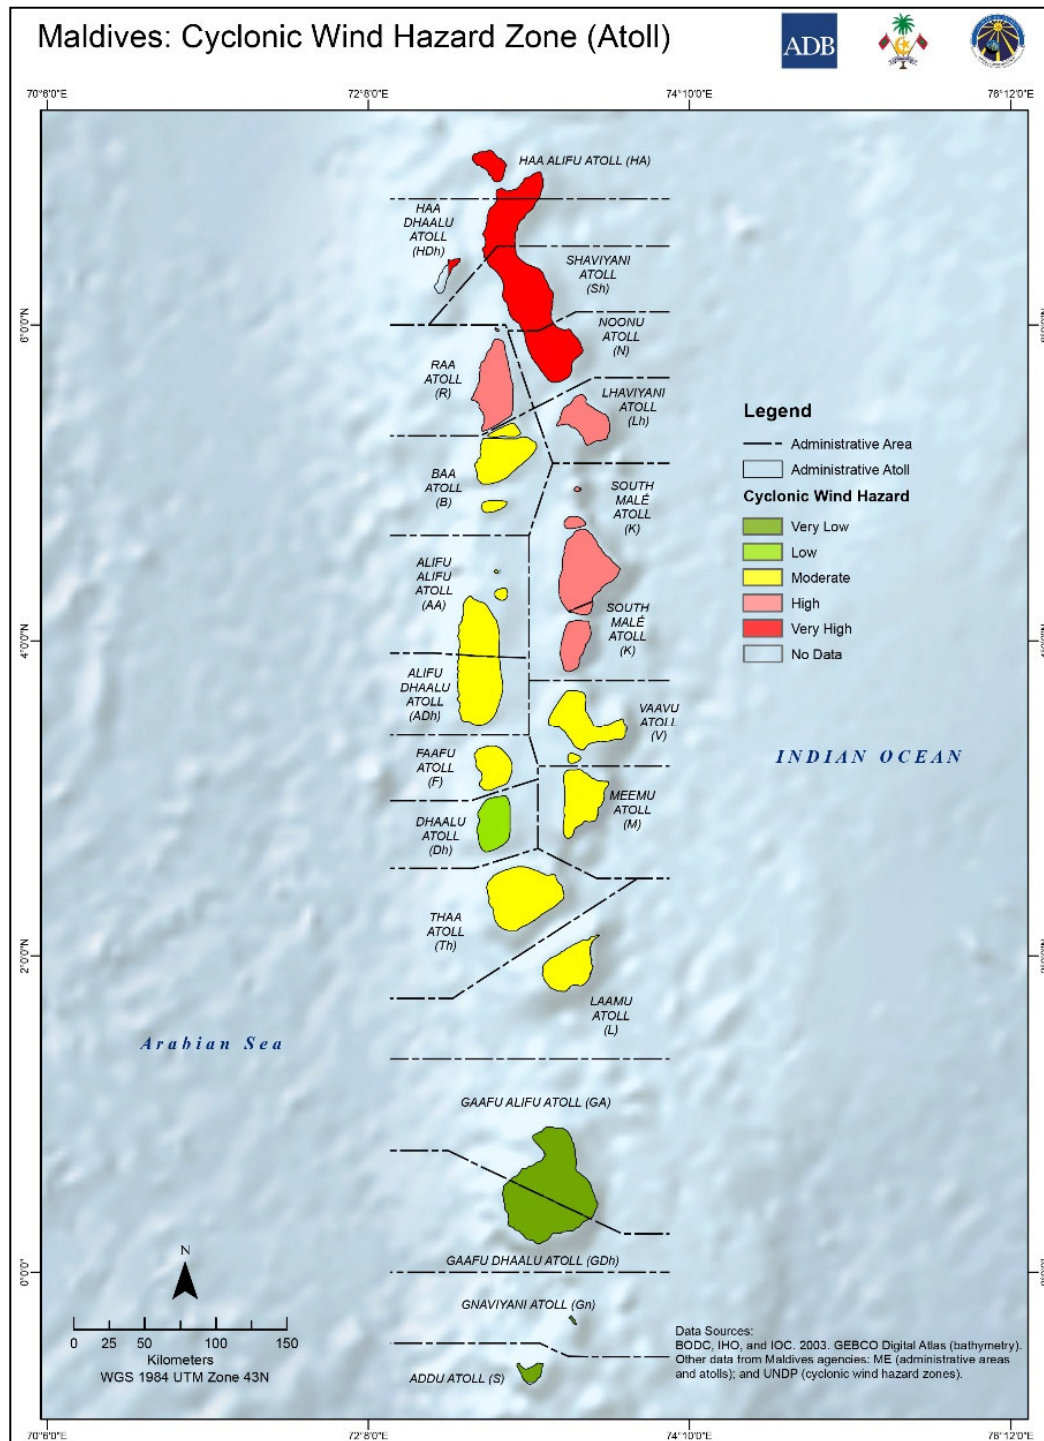 Maldives: Cyclonic Wind Hazard Zone (Atoll)
ADB
70°6'0"E
72°8'0"E
74°10'0"E
76°12'0"E
HAA ALIFU ATOLL (HA)
HAA
DHAALU
ATOLL
(HDh)
SHAVIYANI
ATOLL
(Sh)
6°0'0"N
NOONU
ATOLL
(N)
RAA
ATOLL
(R)
LHAVIYANI
ATOLL
(Lh)
BAA
ATOLL
(B)
SOUTH
MALÉ
ATOLL
(K)
ALIFU
ALIFU
ATOLL
(AA)
SOUTH
MALÉ
ATOLL
(K)
4°0'0"N
ALIFU
DHAALU
ATOLL
(ADh)
VAAVU
ATOLL
(V)
FAAFU
ATOLL
(F)
MEEMU
ATOLL
(M)
DHAALU
ATOLL
(Dh)
THAA
ATOLL
(Th)
2°0'0"N
LAAMU
ATOLL
(L)
GAAFU ALIFU ATOLL (GA)
GAAFU DHAALU ATOLL (GDh)
0°0'0"
GNAVIYANI ATOLL (Gn)
ADDU ATOLL (S)
Legend
Administrative Area
Administrative Atoll
Cyclonic Wind Hazard
Very Low
Low
Moderate
High
Very High
No Data
INDIAN OCEAN
Arabian Sea
N
0 25 50 100 150
Kilometers
WGS 1984 UTM Zone 43N
Data Sources:
BODC, IHO, and IOC. 2003. GEBCO Digital Atlas (bathymetry).
Other data from Maldives agencies: ME (administrative areas
and atolls); and UNDP (cyclonic wind hazard zones).
70°6'0"E
72°8'0"E
74°10'0"E
76°12'0"E